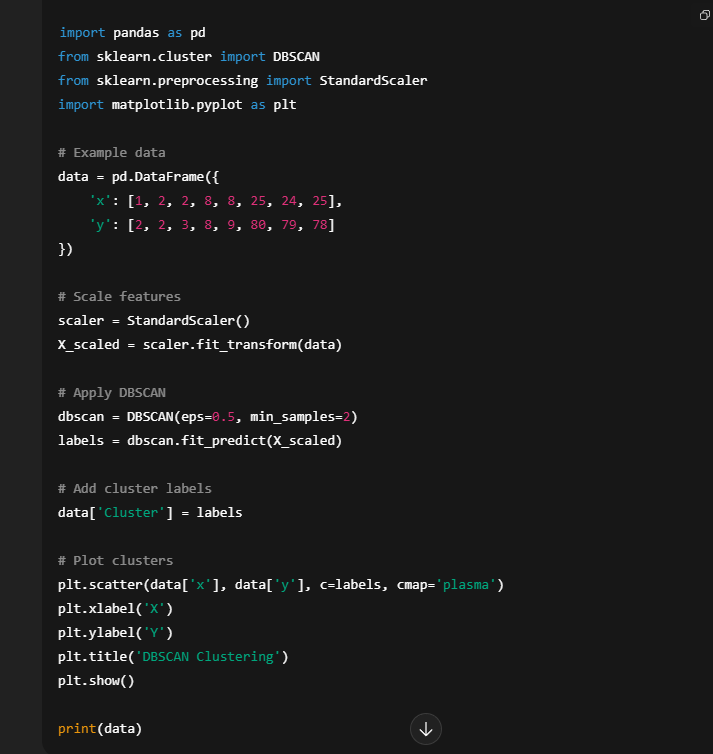 import pandas as pd
from sklearn.cluster import DBSCAN
from sklearn.preprocessing import StandardScaler
import matplotlib.pyplot as plt

# Example data
data = pd.DataFrame({
    'x': [1, 2, 2, 8, 8, 25, 24, 25],
    'y': [2, 2, 3, 8, 9, 80, 79, 78]
})

# Scale features
scaler = StandardScaler()
X_scaled = scaler.fit_transform(data)

# Apply DBSCAN
dbscan = DBSCAN(eps=0.5, min_samples=2)
labels = dbscan.fit_predict(X_scaled)

# Add cluster labels
data['Cluster'] = labels

# Plot clusters
plt.scatter(data['x'], data['y'], c=labels, cmap='plasma')
plt.xlabel('X')
plt.ylabel('Y')
plt.title('DBSCAN Clustering')
plt.show()

print(data)